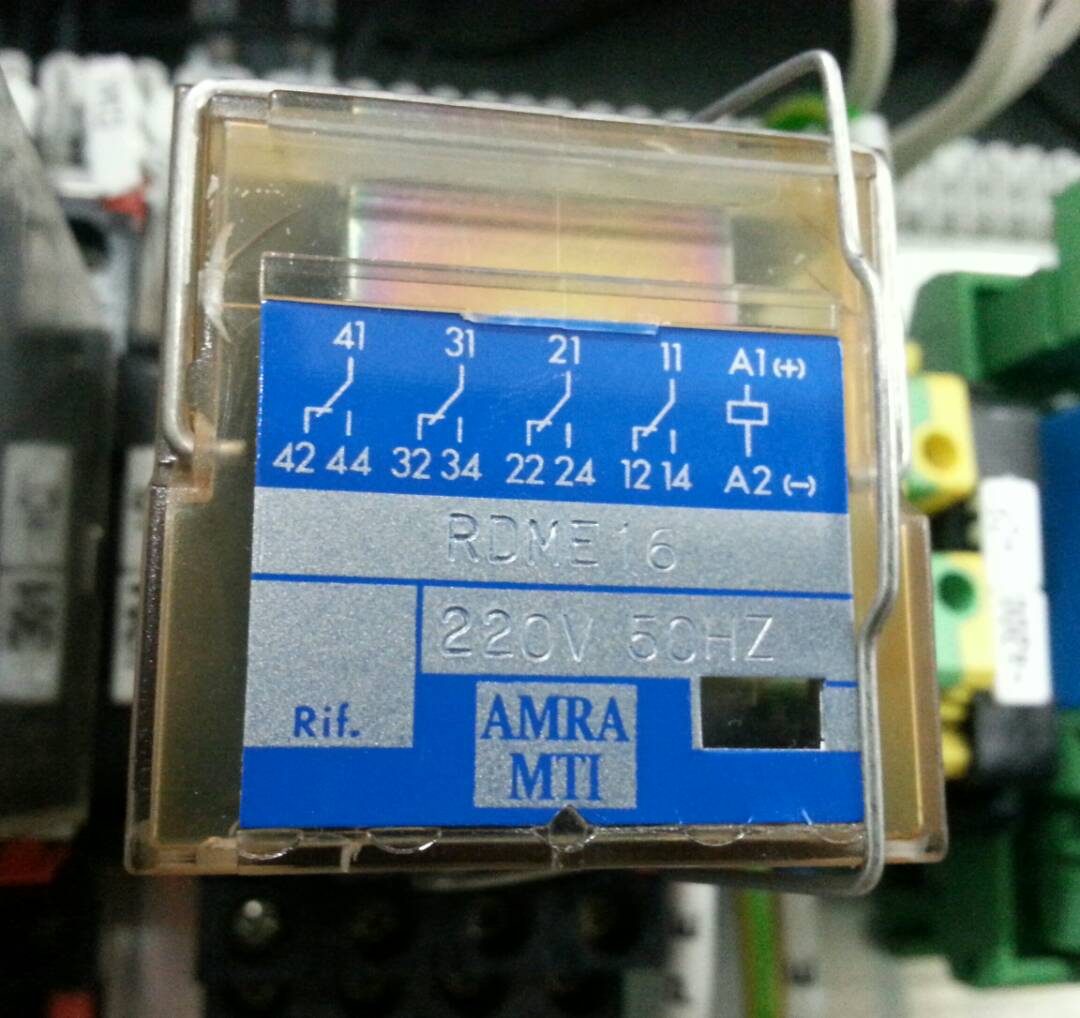 41 31 21 11 A1 (+)
42 44 32 34 22 24 12 14 A2 (-)
RDME16
220V 50HZ
Rif.
AMRA
MTI